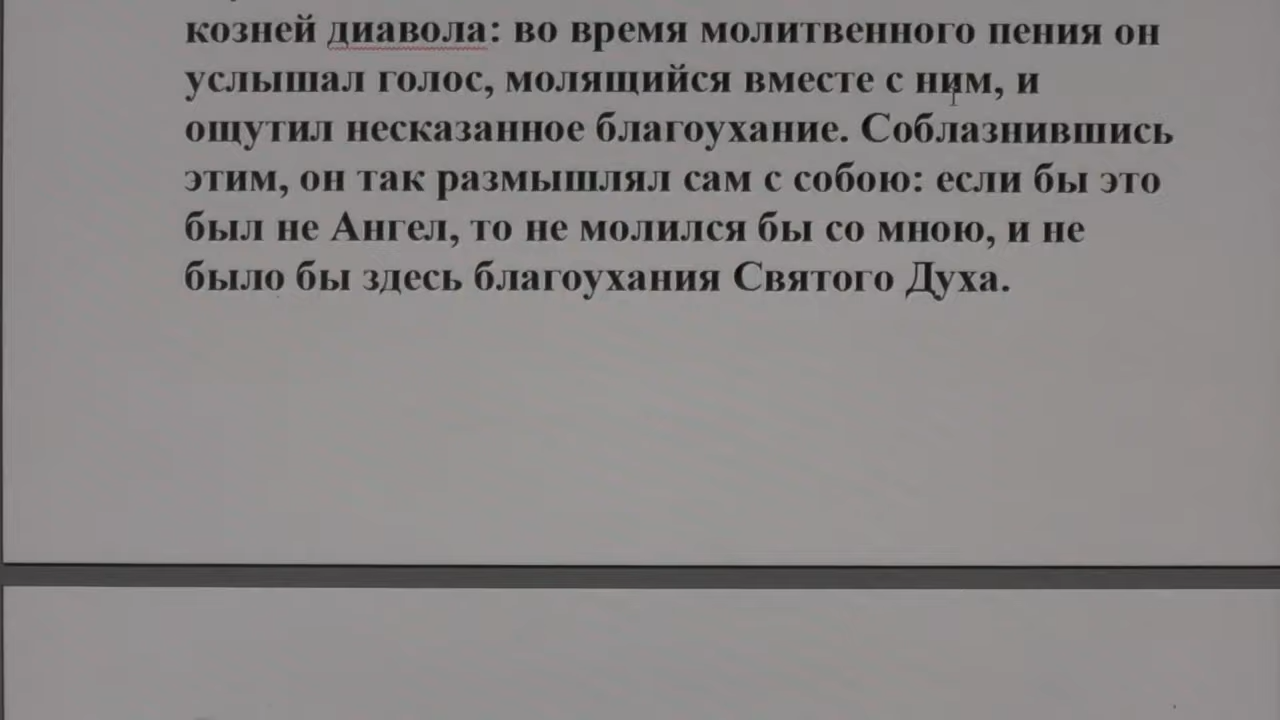 козней диавола: во время молитвенного пения он
услышал голос, молящийся вместе с ним, и
ощутил несказанное благоухание. Соблазнившись
этим, он так размышлял сам с собою: если бы это
был не Ангел, то не молился бы со мною, и не
было бы здесь благоухания Святого Духа.